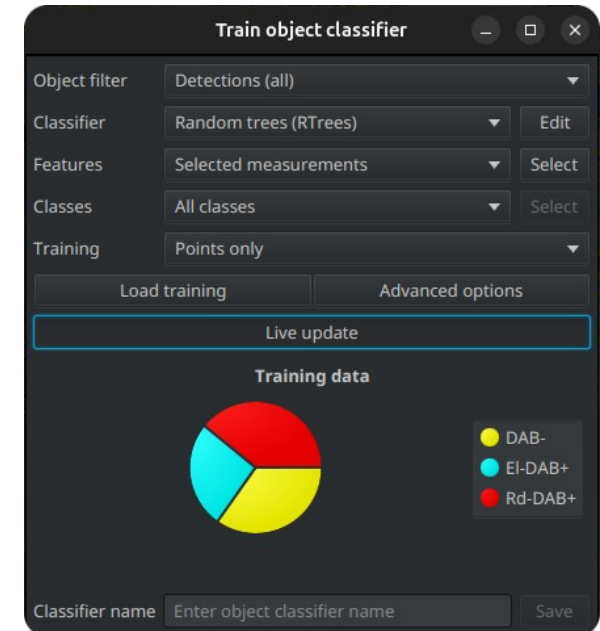 Train object classifier
Object filter Detections (all)
Classifier Random trees (RTrees) Edit
Features Selected measurements Select
Classes All classes Select
Training Points only
Load training Advanced options
Live update
Training data
DAB-
El-DAB+
Rd-DAB+
Classifier name Enter object classifier name Save